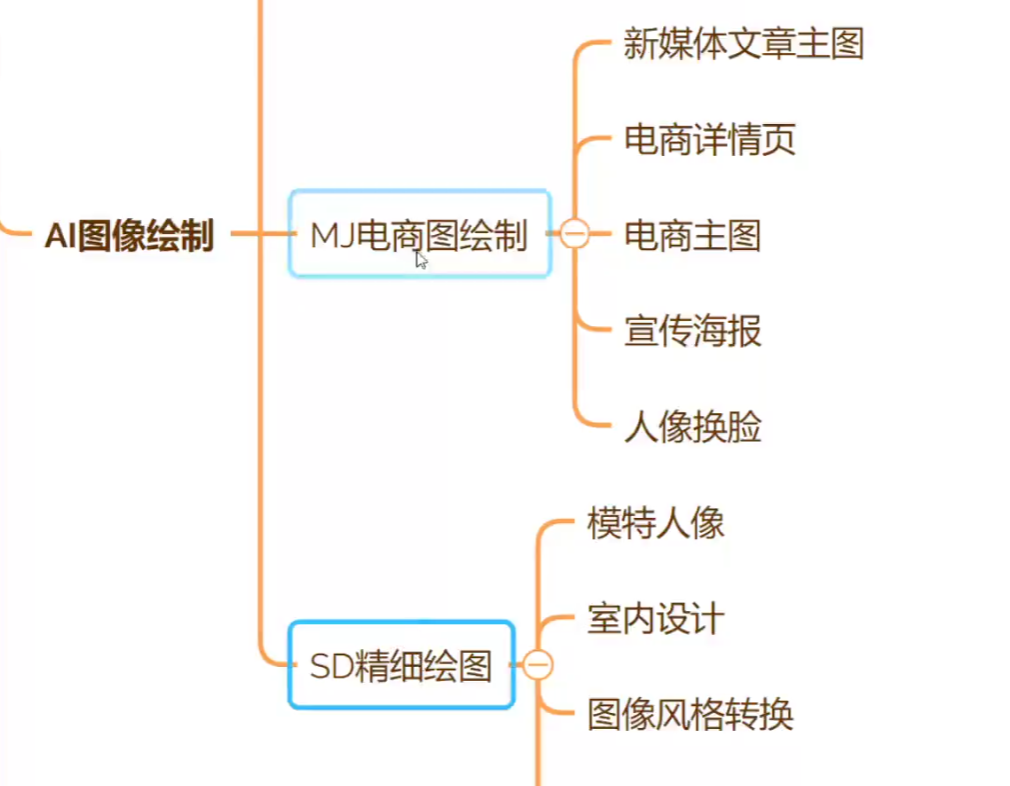 AI图像绘制
MJ电商图绘制
新媒体文章主图
电商详情页
电商主图
宣传海报
人像换脸
SD精细绘图
模特人像
室内设计
图像风格转换